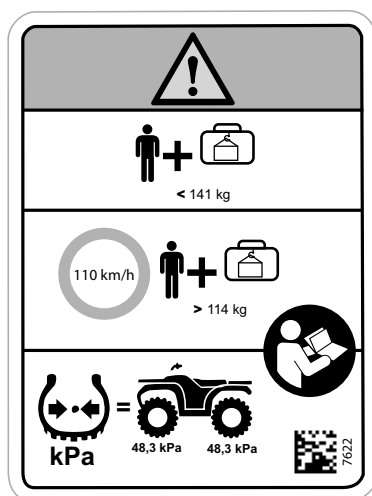 < 141 kg
110 km/h
> 114 kg
=
kPa
48,3 kPa 48,3 kPa
7622